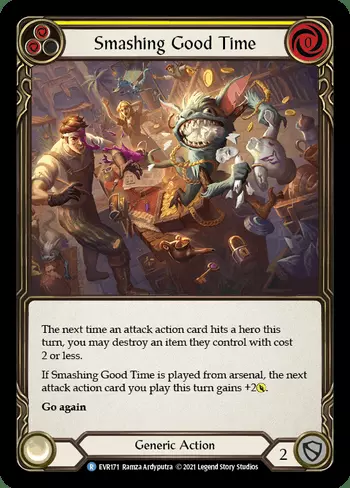 0
Smashing Good Time
The next time an attack action card hits a hero this
turn, you may destroy an item they control with cost
2 or less.
If Smashing Good Time is played from arsenal, the next
attack action card you play this turn gains +2
Go again
Generic Action
2
R EVR171 Ramza Ardyputra © 2021 Legend Story Studios